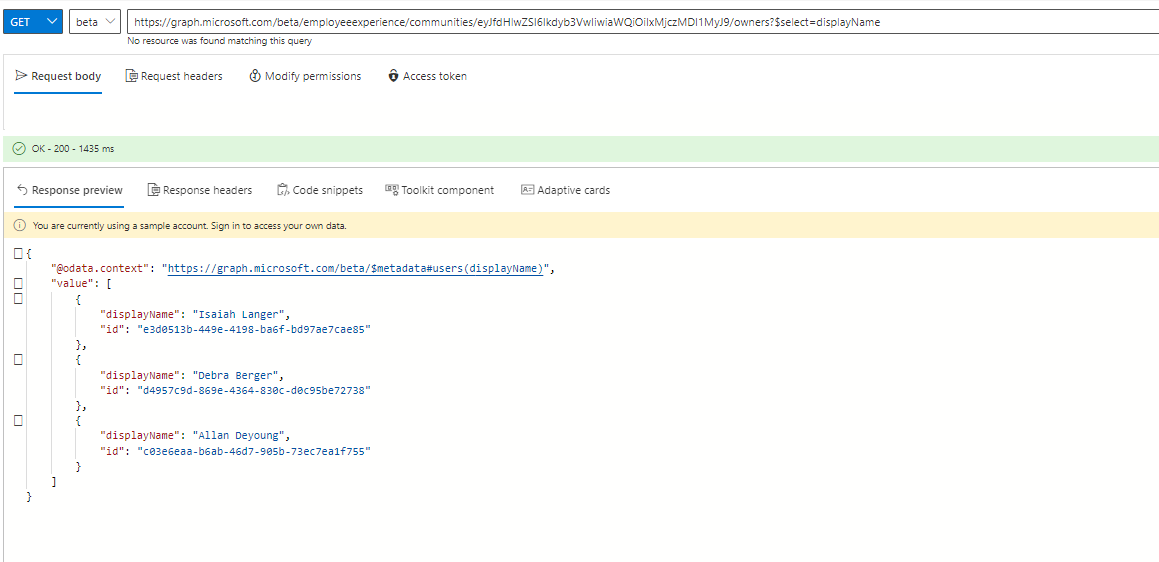 GET beta https://graph.microsoft.com/beta/employeeexperience/communities/eyJfdHlwZSI6Ikdyb3VwIiwiaWQiOiIxMjczMDI1MyJ9/owners?$select=displayName
No resource was found matching this query
Request body Request headers Modify permissions Access token
OK - 200 - 1435 ms
Response preview Response headers Code snippets Toolkit component Adaptive cards
You are currently using a sample account. Sign in to access your own data.
{
"@odata.context": "https://graph.microsoft.com/beta/$metadata#users(displayName)",
"value": [
{
"displayName": "Isaiah Langer",
"id": "e3d0513b-449e-4198-ba6f-bd97ae7cae85"
},
{
"displayName": "Debra Berger",
"id": "d4957c9d-869e-4364-830c-d0c95be72738"
},
{
"displayName": "Allan Deyoung",
"id": "c03e6eaa-b6ab-46d7-905b-73ec7ea1f755"
}
]
}